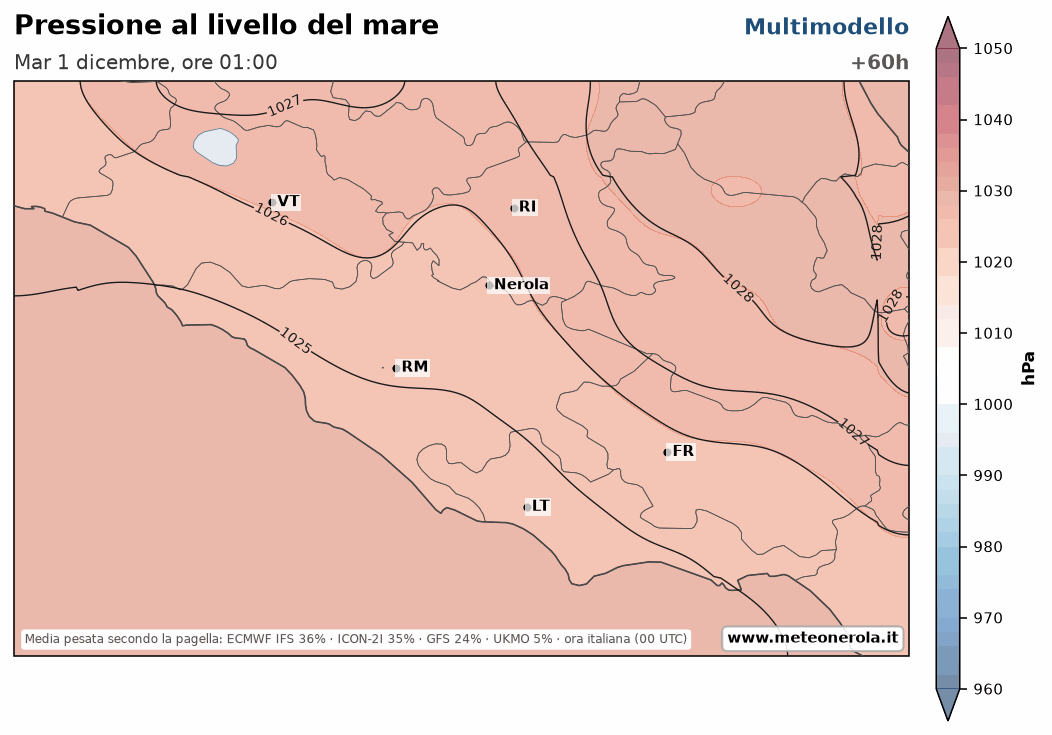 Pressione al livello del mare
Multimodello
Mar 1 dicembre, ore 01:00
+60h
1027
VT
1026
RI
1028
Nerola
1028
1028
1025
RM
1027
FR
LT
Media pesata secondo la pagella: ECMWF IFS 36% · ICON-2I 35% · GFS 24% · UKMO 5% · ora italiana (00 UTC)
www.meteonerola.it
1050
1040
1030
1020
1010
1000
990
980
970
960
hPa